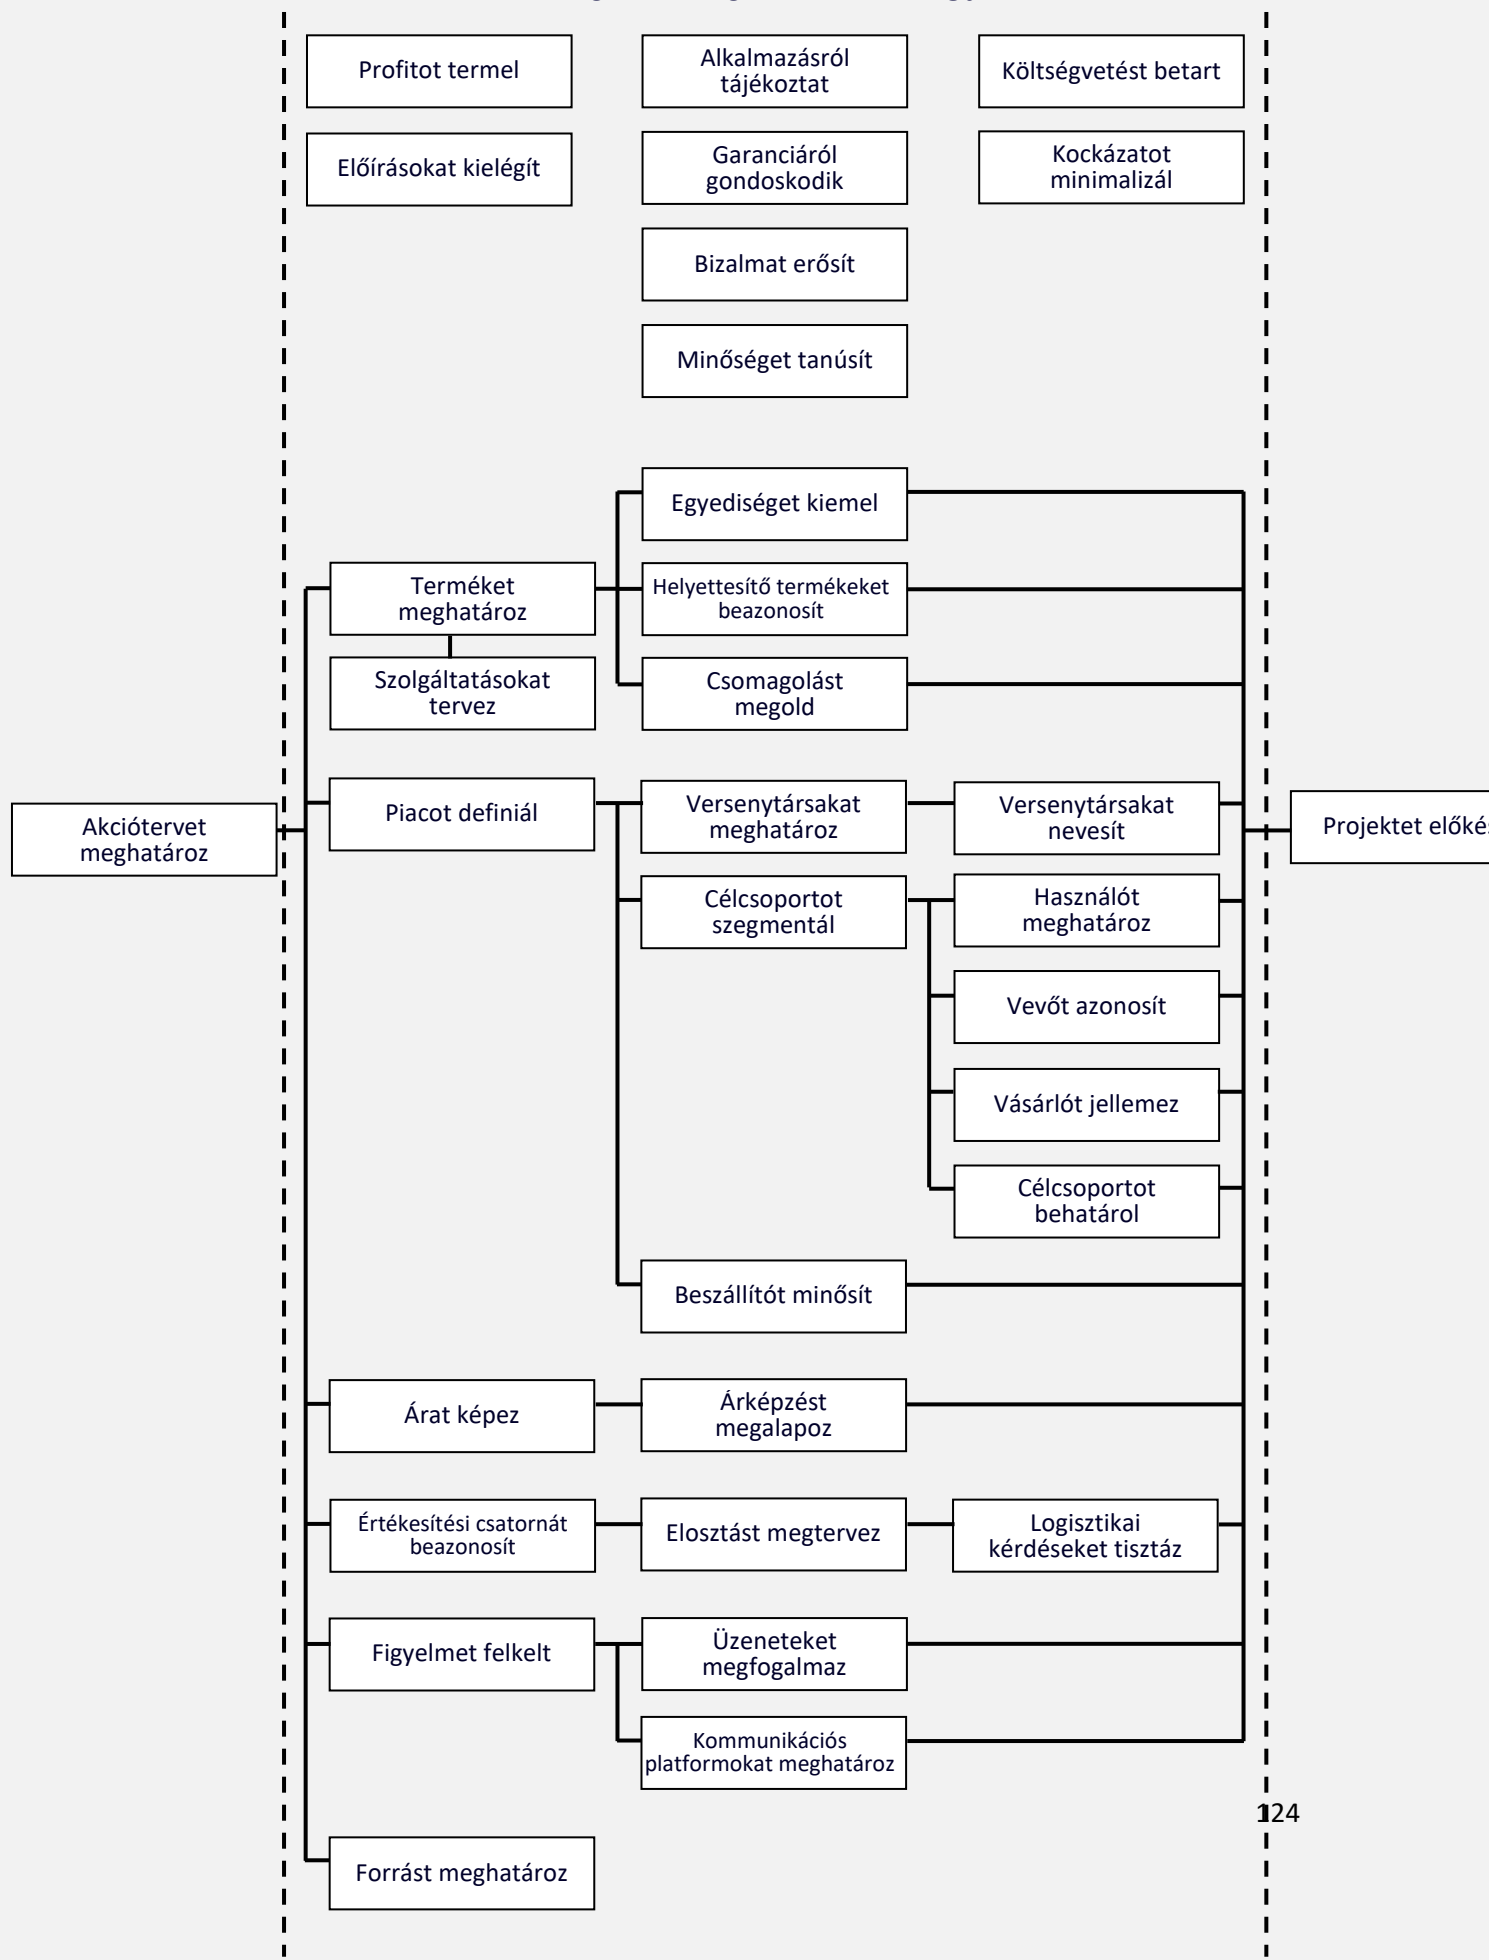 Profitot termel
Alkalmazásról
tájékoztat
Költségvetést betart
Előírásokat kielégít
Garanciáról
gondoskodik
Kockázatot
minimalizál
Bizalmat erősít
Minőséget tanúsít
Egyediséget kiemel
Terméket
meghatároz
Helyettesítő termékeket
beazonosít
Szolgáltatásokat
tervez
Csomagolást
megold
Akciótervet
meghatároz
Piacot definiál
Versenytársakat
meghatároz
Versenytársakat
nevesít
Projektet
Célcsoportot
szegmentál
Használót
meghatároz
Vevőt azonosít
Vásárlót jellemez
Célcsoportot
behatárol
Beszállítót minősít
Árat képez
Árképzést
megalapoz
Értékesítési csatornát
beazonosít
Elosztást megtervez
Logisztikai
kérdéseket tisztáz
Figyelmet felkelt
Üzeneteket
megfogalmaz
Kommunikációs
platformokat meghatároz
124
Forrást meghatároz